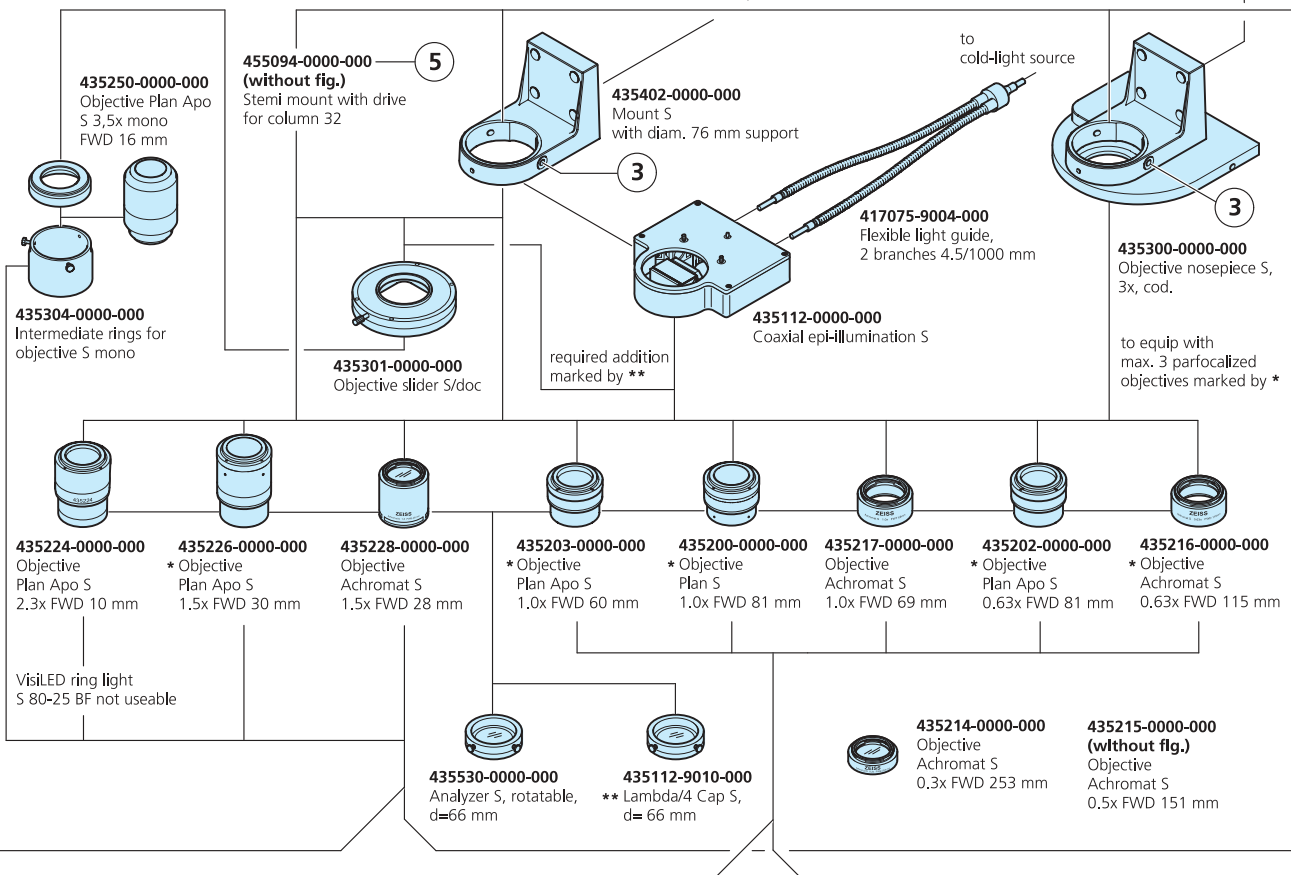 435250-0000-000
Objective Plan Apo
S 3,5x mono
FWD 16 mm
455094-0000-000
(without fig.)
Stemi mount with drive
for column 32
5
435402-0000-000
Mount S
with diam. 76 mm support
3
to
cold-light source
417075-9004-000
Flexible light guide,
2 branches 4.5/1000 mm
3
435300-0000-000
Objective nosepiece S,
3x, cod.
to equip with
max. 3 parfocalized
objectives marked by *
435304-0000-000
Intermediate rings for
objective S mono
435301-0000-000
Objective slider S/doc
435112-0000-000
Coaxial epi-illumination S
required addition
marked by **
435224
ZEISS
ZEISS
ZEISS
435224-0000-000
Objective
Plan Apo S
2.3x FWD 10 mm
435226-0000-000
* Objective
Plan Apo S
1.5x FWD 30 mm
435228-0000-000
Objective
Achromat S
1.5x FWD 28 mm
435203-0000-000
* Objective
Plan Apo S
1.0x FWD 60 mm
435200-0000-000
* Objective
Plan S
1.0x FWD 81 mm
435217-0000-000
Objective
Achromat S
1.0x FWD 69 mm
435202-0000-000
* Objective
Plan Apo S
0.63x FWD 81 mm
435216-0000-000
* Objective
Achromat S
0.63x FWD 115 mm
VisiLED ring light
S 80-25 BF not useable
435530-0000-000
Analyzer S, rotatable,
d=66 mm
435112-9010-000
** Lambda/4 Cap S,
d= 66 mm
ZEISS
435214-0000-000
Objective
Achromat S
0.3x FWD 253 mm
435215-0000-000
(without fig.)
Objective
Achromat S
0.5x FWD 151 mm